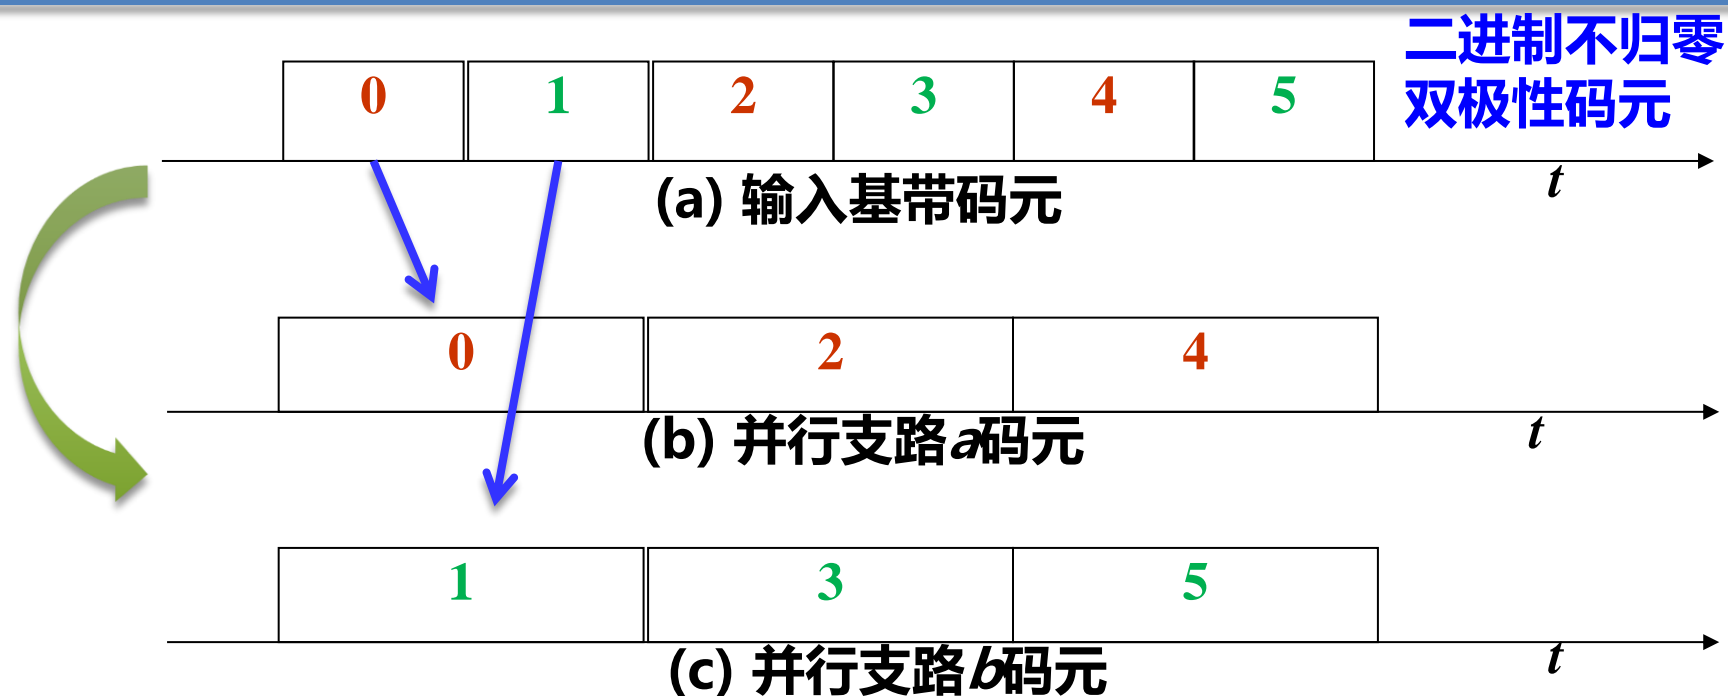 二进制不归零
双极性码元
0 1 2 3 4 5
t
(a) 输入基带码元
0 2 4
t
(b) 并行支路a码元
1 3 5
t
(c) 并行支路b码元